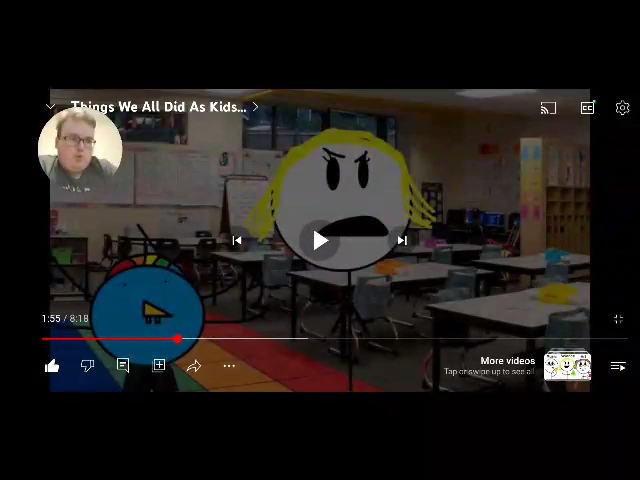 Things We All Did As Kids...
CC
1:55 / 8:18
More videos
Tap or swipe up to see all